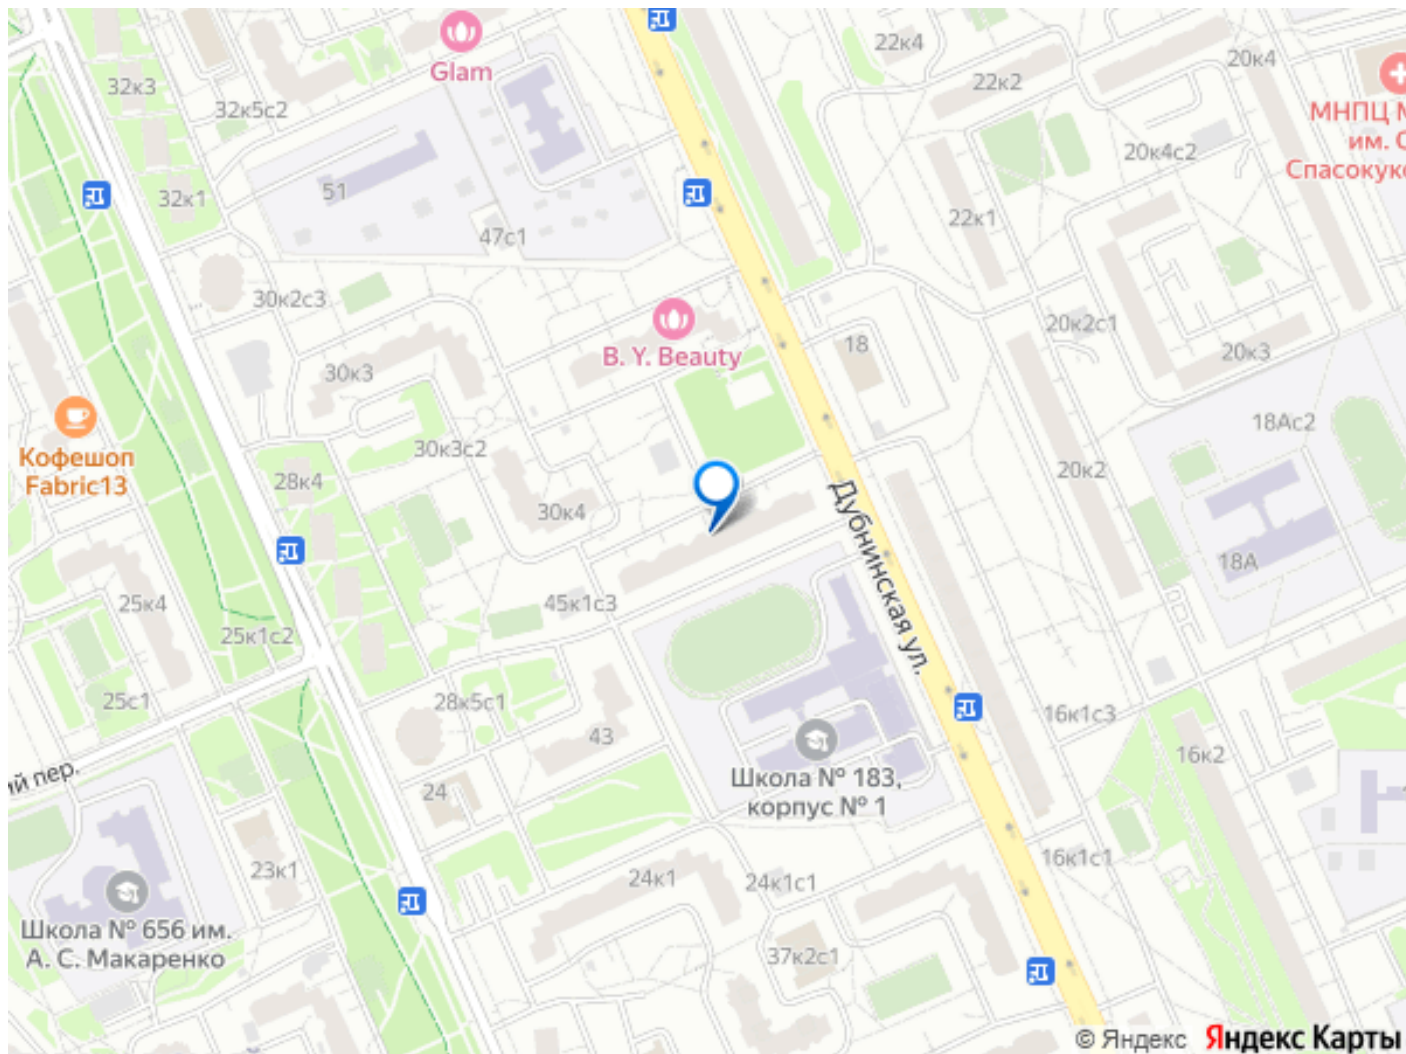 Glam
22к4
20к4
32к3
32к5с2
22к2
МНПЦ М
им. С
Спасокуко
20к4с2
51
32к1
22к1
47с1
30к2с3
20к2с1
18
B. Y. Beauty
20к3
30к3
18Ас2
30к3с2
Кофешоп
Fabric13
28к4
20к2
30к4
Дубнинская ул.
18А
25к4
45к1с3
25к1с2
25с1
28к5с1
16к1с3
43
16к2
ий пер.
Школа № 183,
корпус № 1
24
16к1с1
23к1
24к1
24к1с1
Школа № 656 им.
А. С. Макаренко
37к2с1
© Яндекс Яндекс Карты